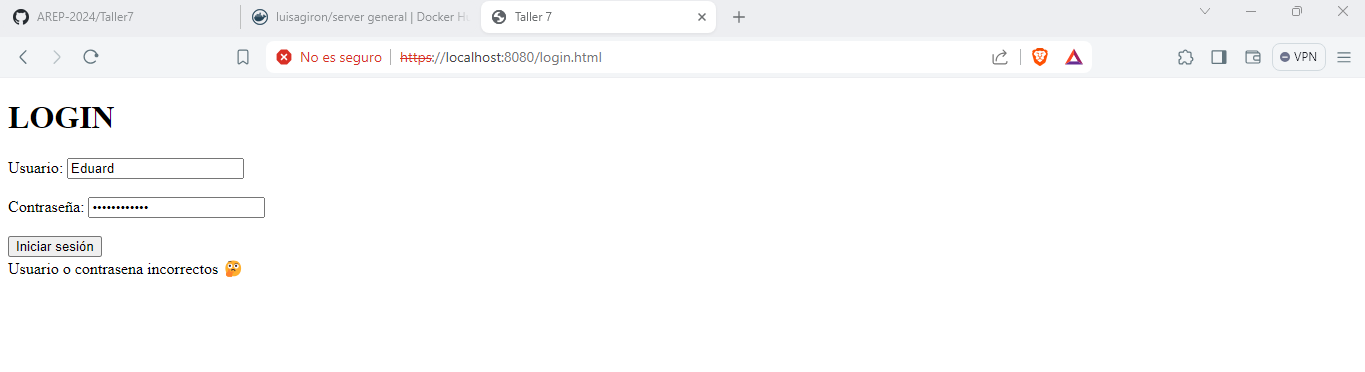 AREP-2024/Taller7
luisagiron/server general | Docker Hu
Taller 7
No es seguro
https://localhost:8080/login.html
VPN
LOGIN
Usuario: Eduard
Contraseña: ••••••••••••
Iniciar sesión
Usuario o contrasena incorrectos 🤔